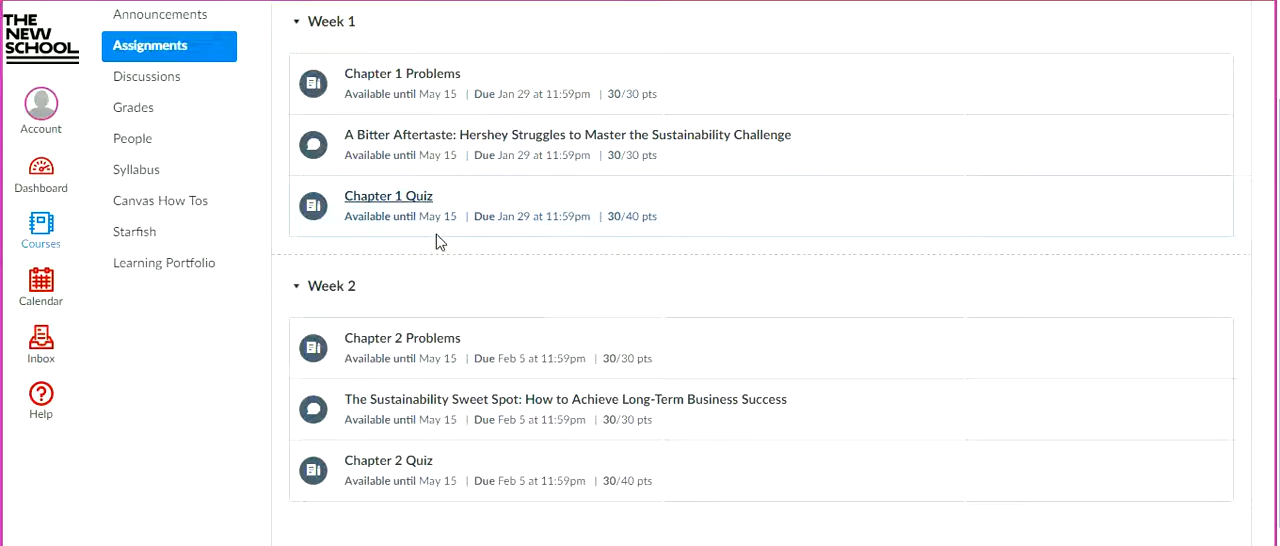 THE
NEW
SCHOOL
Account
Dashboard
Courses
Calendar
Inbox
Help
Announcements
Assignments
Discussions
Grades
People
Syllabus
Canvas How Tos
Starfish
Learning Portfolio
Week 1
Chapter 1 Problems
Available until May 15 | Due Jan 29 at 11:59pm | 30/30 pts
A Bitter Aftertaste: Hershey Struggles to Master the Sustainability Challenge
Available until May 15 | Due Jan 29 at 11:59pm | 30/30 pts
Chapter 1 Quiz
Available until May 15 | Due Jan 29 at 11:59pm | 30/40 pts
Week 2
Chapter 2 Problems
Available until May 15 | Due Feb 5 at 11:59pm | 30/30 pts
The Sustainability Sweet Spot: How to Achieve Long-Term Business Success
Available until May 15 | Due Feb 5 at 11:59pm | 30/30 pts
Chapter 2 Quiz
Available until May 15 | Due Feb 5 at 11:59pm | 30/40 pts